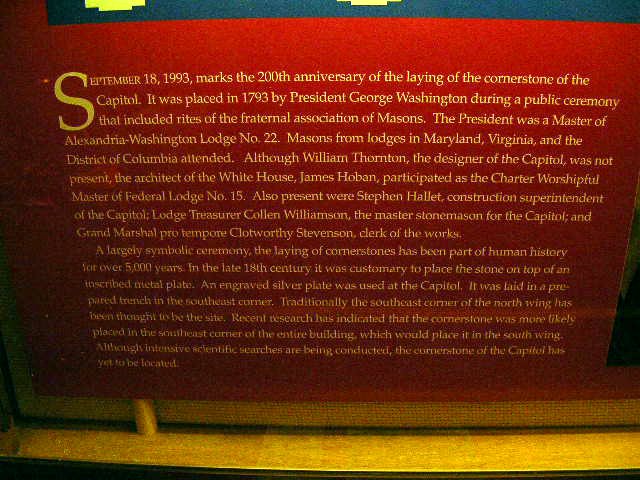 SEPTEMBER 18, 1993, marks the 200th anniversary of the laying of the cornerstone of the
Capitol. It was placed in 1793 by President George Washington during a public ceremony
that included rites of the fraternal association of Masons. The President was a Master of
Alexandria-Washington Lodge No. 22. Masons from lodges in Maryland, Virginia, and the
District of Columbia attended. Although William Thornton, the designer of the Capitol, was not
present, the architect of the White House, James Hoban, participated as the Charter Worshipful
Master of Federal Lodge No. 15. Also present were Stephen Hallet, construction superintendent
of the Capitol; Lodge Treasurer Collen Williamson, the master stonemason for the Capitol; and
Grand Marshal pro tempore Clotworthy Stevenson, clerk of the works.
A largely symbolic ceremony, the laying of cornerstones has been part of human history
for over 5,000 years. In the late 18th century it was customary to place the stone on top of an
inscribed metal plate. An engraved silver plate was used at the Capitol. It was laid in a pre-
pared trench in the southeast corner. Traditionally the southeast corner of the north wing has
been thought to be the site. Recent research has indicated that the cornerstone was more likely
placed in the southeast corner of the entire building, which would place it in the south wing.
Although intensive scientific searches are being conducted, the cornerstone of the Capitol has
yet to be located.